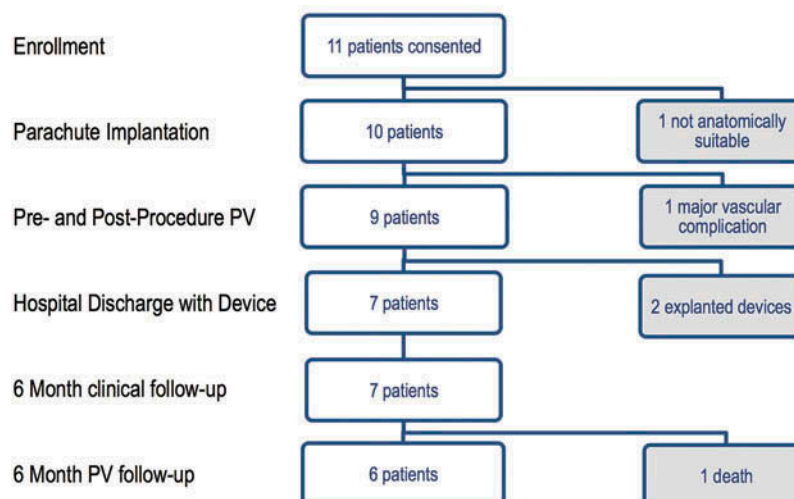 Enrollment
11 patients consented
Parachute Implantation
10 patients
1 not anatomically
suitable
Pre- and Post-Procedure PV
9 patients
1 major vascular
complication
Hospital Discharge with Device
7 patients
2 explanted devices
6 Month clinical follow-up
7 patients
6 Month PV follow-up
6 patients
1 death